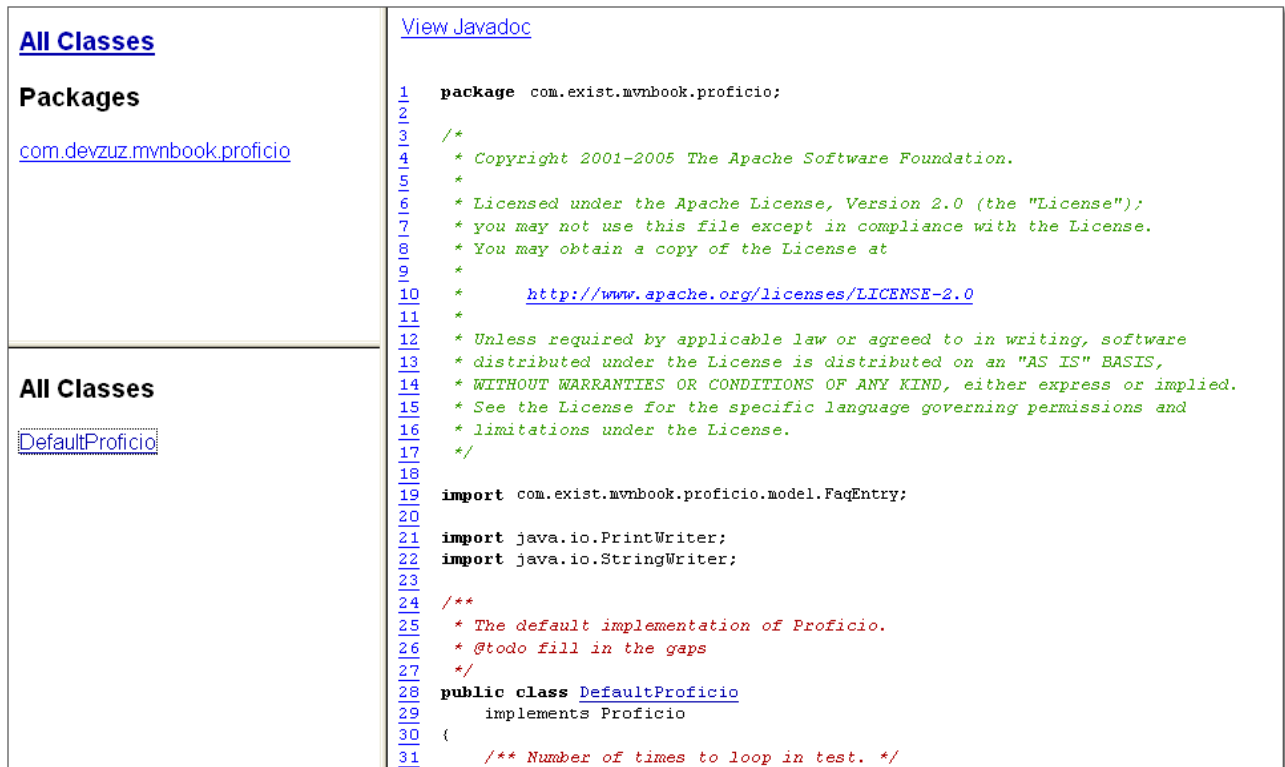 All Classes
Packages
com.devzuz.mvnbook.proficio
All Classes
DefaultProficio
View Javadoc
1 package com.exist.mvnbook.proficio;
2
3 /*
4  * Copyright 2001-2005 The Apache Software Foundation.
5  *
6  * Licensed under the Apache License, Version 2.0 (the "License");
7  * you may not use this file except in compliance with the License.
8  * You may obtain a copy of the License at
9  *
10  *      http://www.apache.org/licenses/LICENSE-2.0
11  *
12  * Unless required by applicable law or agreed to in writing, software
13  * distributed under the License is distributed on an "AS IS" BASIS,
14  * WITHOUT WARRANTIES OR CONDITIONS OF ANY KIND, either express or implied.
15  * See the License for the specific language governing permissions and
16  * limitations under the License.
17  */
18
19 import com.exist.mvnbook.proficio.model.FaqEntry;
20
21 import java.io.PrintWriter;
22 import java.io.StringWriter;
23
24 /**
25  * The default implementation of Proficio.
26  * @todo fill in the gaps
27  */
28 public class DefaultProficio
29     implements Proficio
30 {
31     /** Number of times to loop in test. */